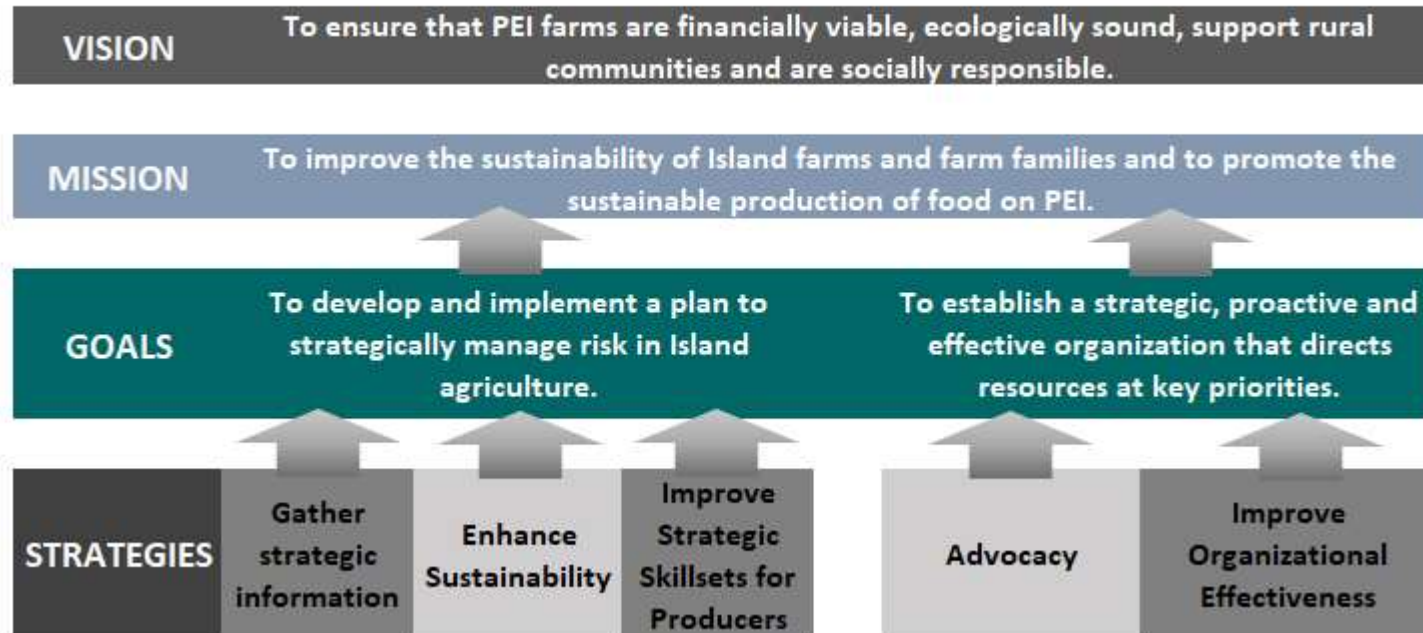 VISION
To ensure that PEI farms are financially viable, ecologically sound, support rural
communities and are socially responsible.
MISSION
To improve the sustainability of Island farms and farm families and to promote the
sustainable production of food on PEI.
GOALS
To develop and implement a plan to
strategically manage risk in Island
agriculture.
To establish a strategic, proactive and
effective organization that directs
resources at key priorities.
STRATEGIES
Gather
strategic
information
Enhance
Sustainability
Improve
Strategic
Skillsets for
Producers
Advocacy
Improve
Organizational
Effectiveness